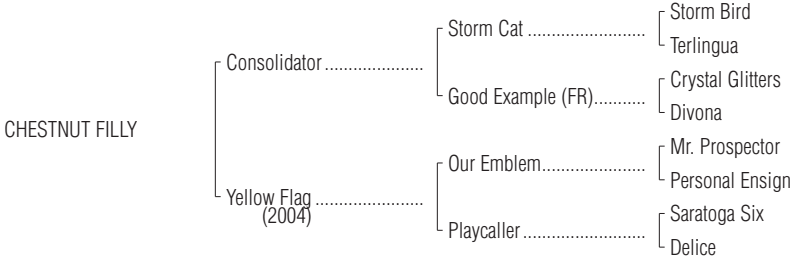 Storm Bird
Storm Cat ..........................
Terlingua
Consolidator .....................
Crystal Glitters
Good Example (FR)...........
Divona
CHESTNUT FILLY
Mr. Prospector
Our Emblem......................
Personal Ensign
Yellow Flag .......................
(2004)
Saratoga Six
Playcaller ..........................
Delice